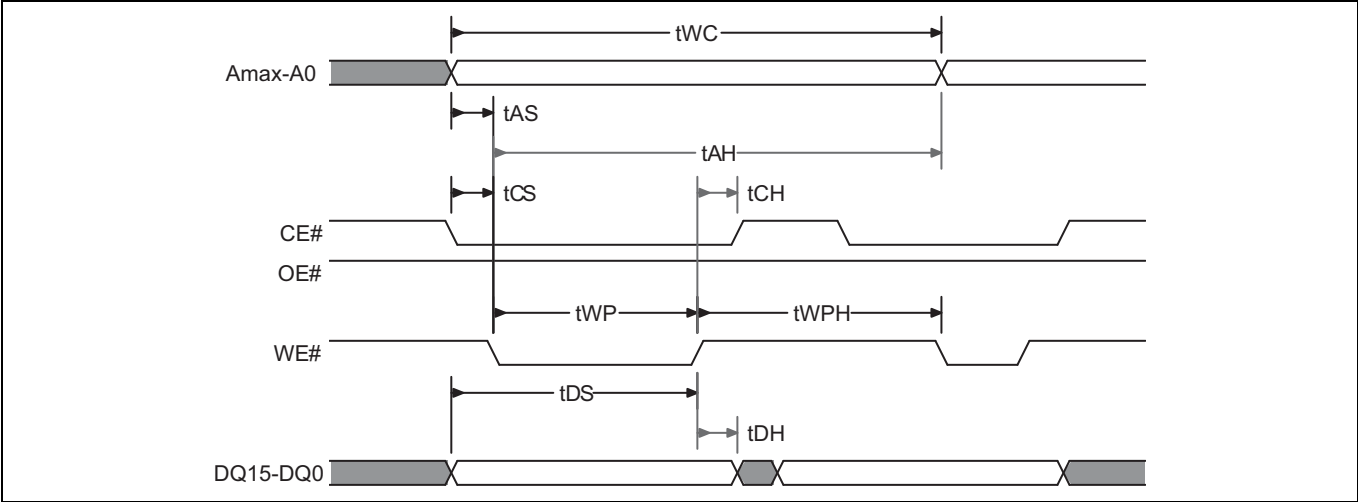 tWC
Amax-A0
tAS
tAH
tCS
tCH
CE#
OE#
tWP
tWPH
WE#
tDS
tDH
DQ15-DQ0